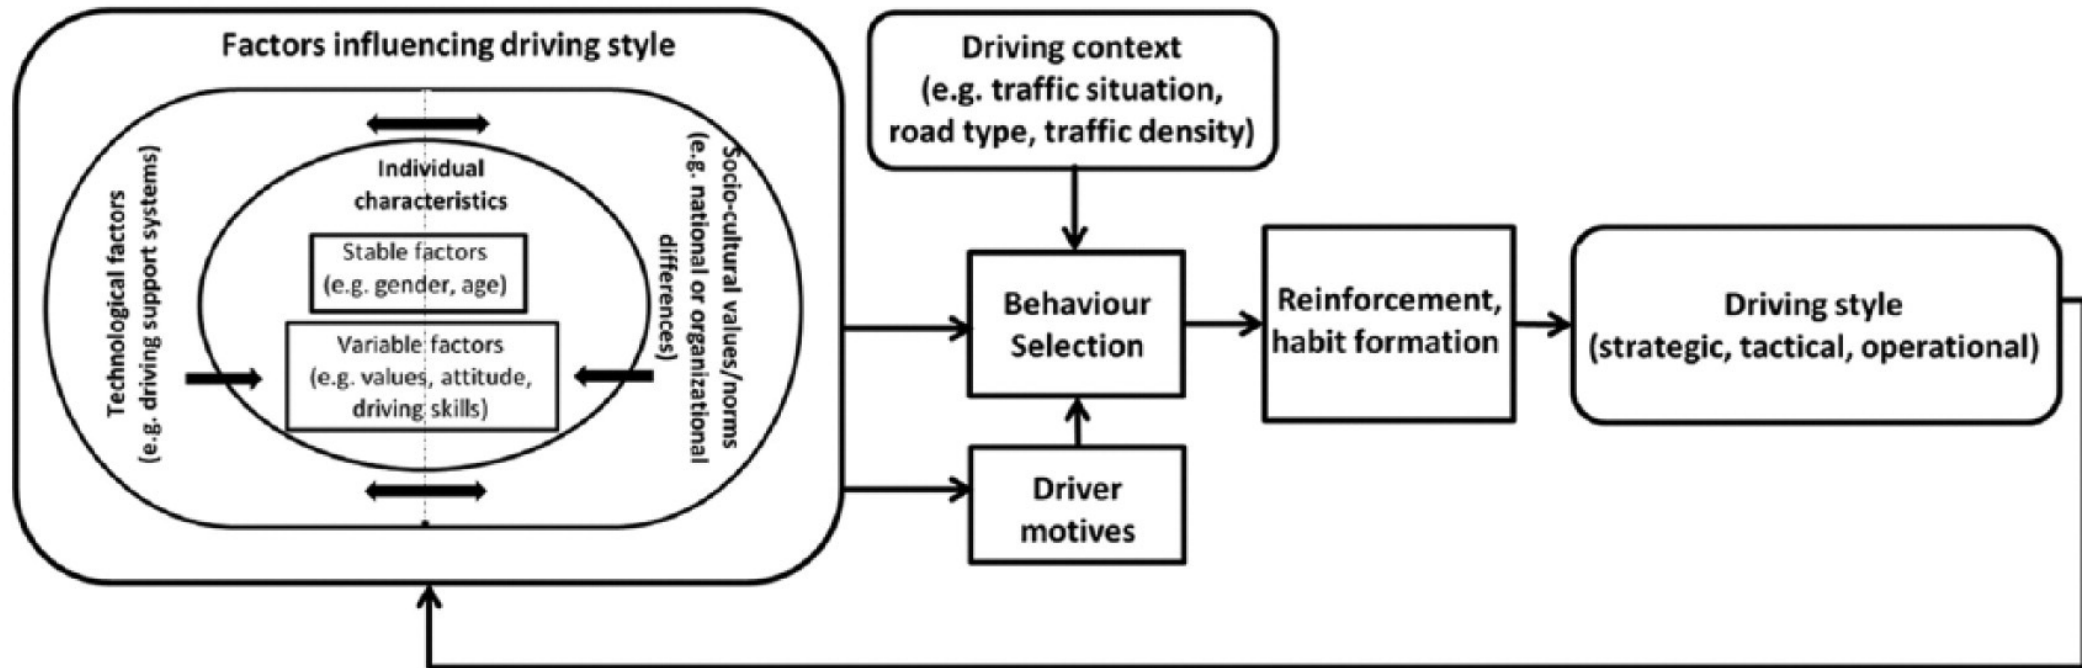 Factors influencing driving style
Technological factors
(e.g. driving support systems)
Individual
characteristics
Stable factors
(e.g. gender, age)
Variable factors
(e.g. values, attitude,
driving skills)
Socio-cultural values/norms
(e.g. national or organizational
differences)
Driving context
(e.g. traffic situation,
road type, traffic density)
Behaviour
Selection
Driver
motives
Reinforcement,
habit formation
Driving style
(strategic, tactical, operational)